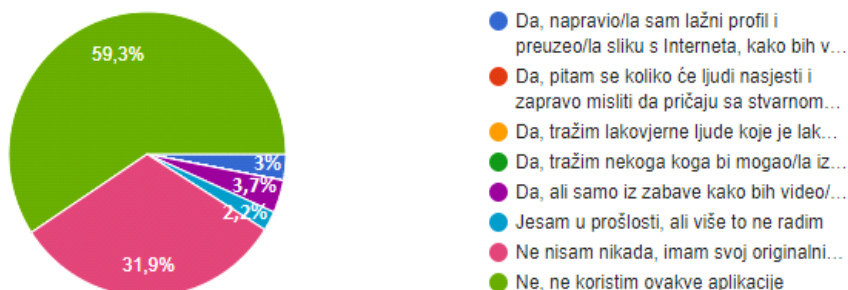 59,3%
3%
3,7%
2,2%
31,9%
Da, napravio/la sam lažni profil i
preuzeo/la sliku s Interneta, kako bih v...
Da, pitam se koliko će ljudi nasjesti i
zapravo misliti da pričaju sa stvarnom...
Da, tražim lakovjerne ljude koje je lak...
Da, tražim nekoga koga bi mogao/la iz...
Da, ali samo iz zabave kako bih video/...
Jesam u prošlosti, ali više to ne radim
Ne nisam nikada, imam svoj originalni...
Ne, ne koristim ovakve aplikacije